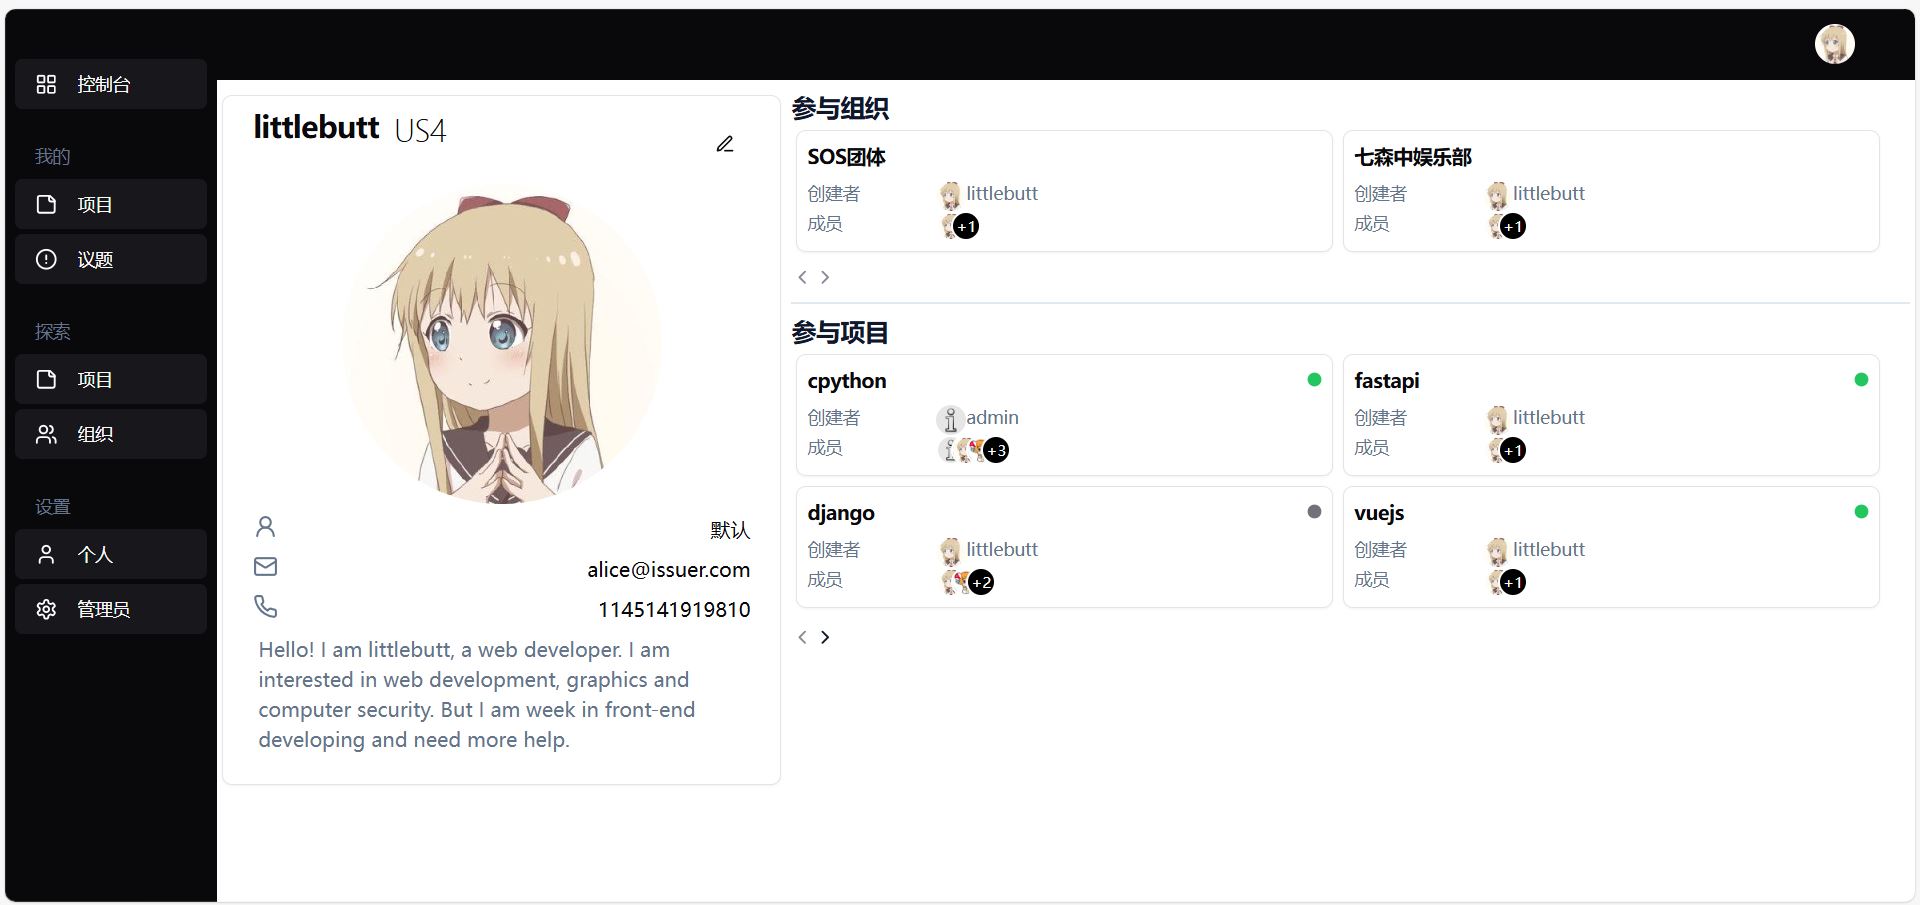 控制台
我的
项目
议题
探索
项目
组织
设置
个人
管理员
littlebutt US4
默认
alice@issuer.com
1145141919810
Hello! I am littlebutt, a web developer. I am
interested in web development, graphics and
computer security. But I am week in front-end
developing and need more help.
参与组织
SOS团体
创建者 littlebutt
成员 +1
七森中娱乐部
创建者 littlebutt
成员 +1
参与项目
cpython
创建者 admin
成员 +3
fastapi
创建者 littlebutt
成员 +1
django
创建者 littlebutt
成员 +2
vuejs
创建者 littlebutt
成员 +1